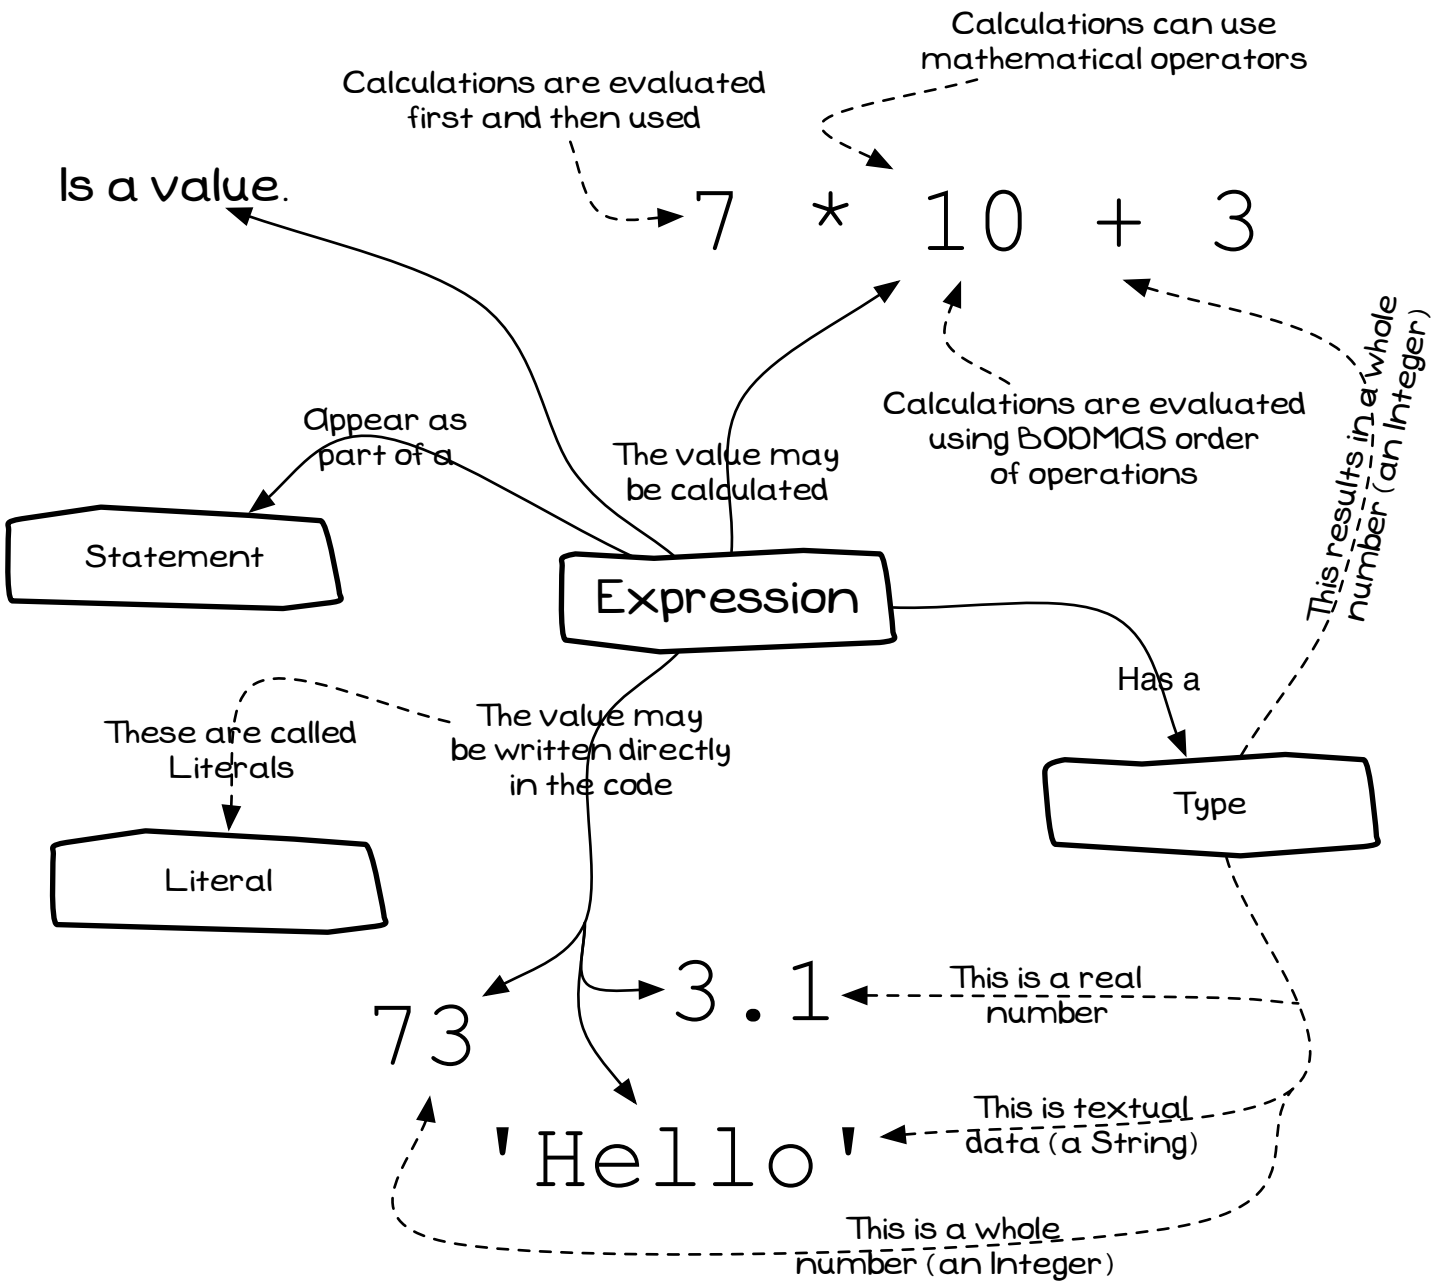 Calculations can use
mathematical operators
Calculations are evaluated
first and then used
Is a value.
7 * 10 + 3
Calculations are evaluated
using BODMAS order
of operations
This results in a whole
number (an Integer)
Appear as
part of a
The value may
be calculated
Statement
Expression
Has a
These are called
Literals
The value may
be written directly
in the code
Type
Literal
73
3.1
This is a real
number
'Hello'
This is textual
data (a String)
This is a whole
number (an Integer)